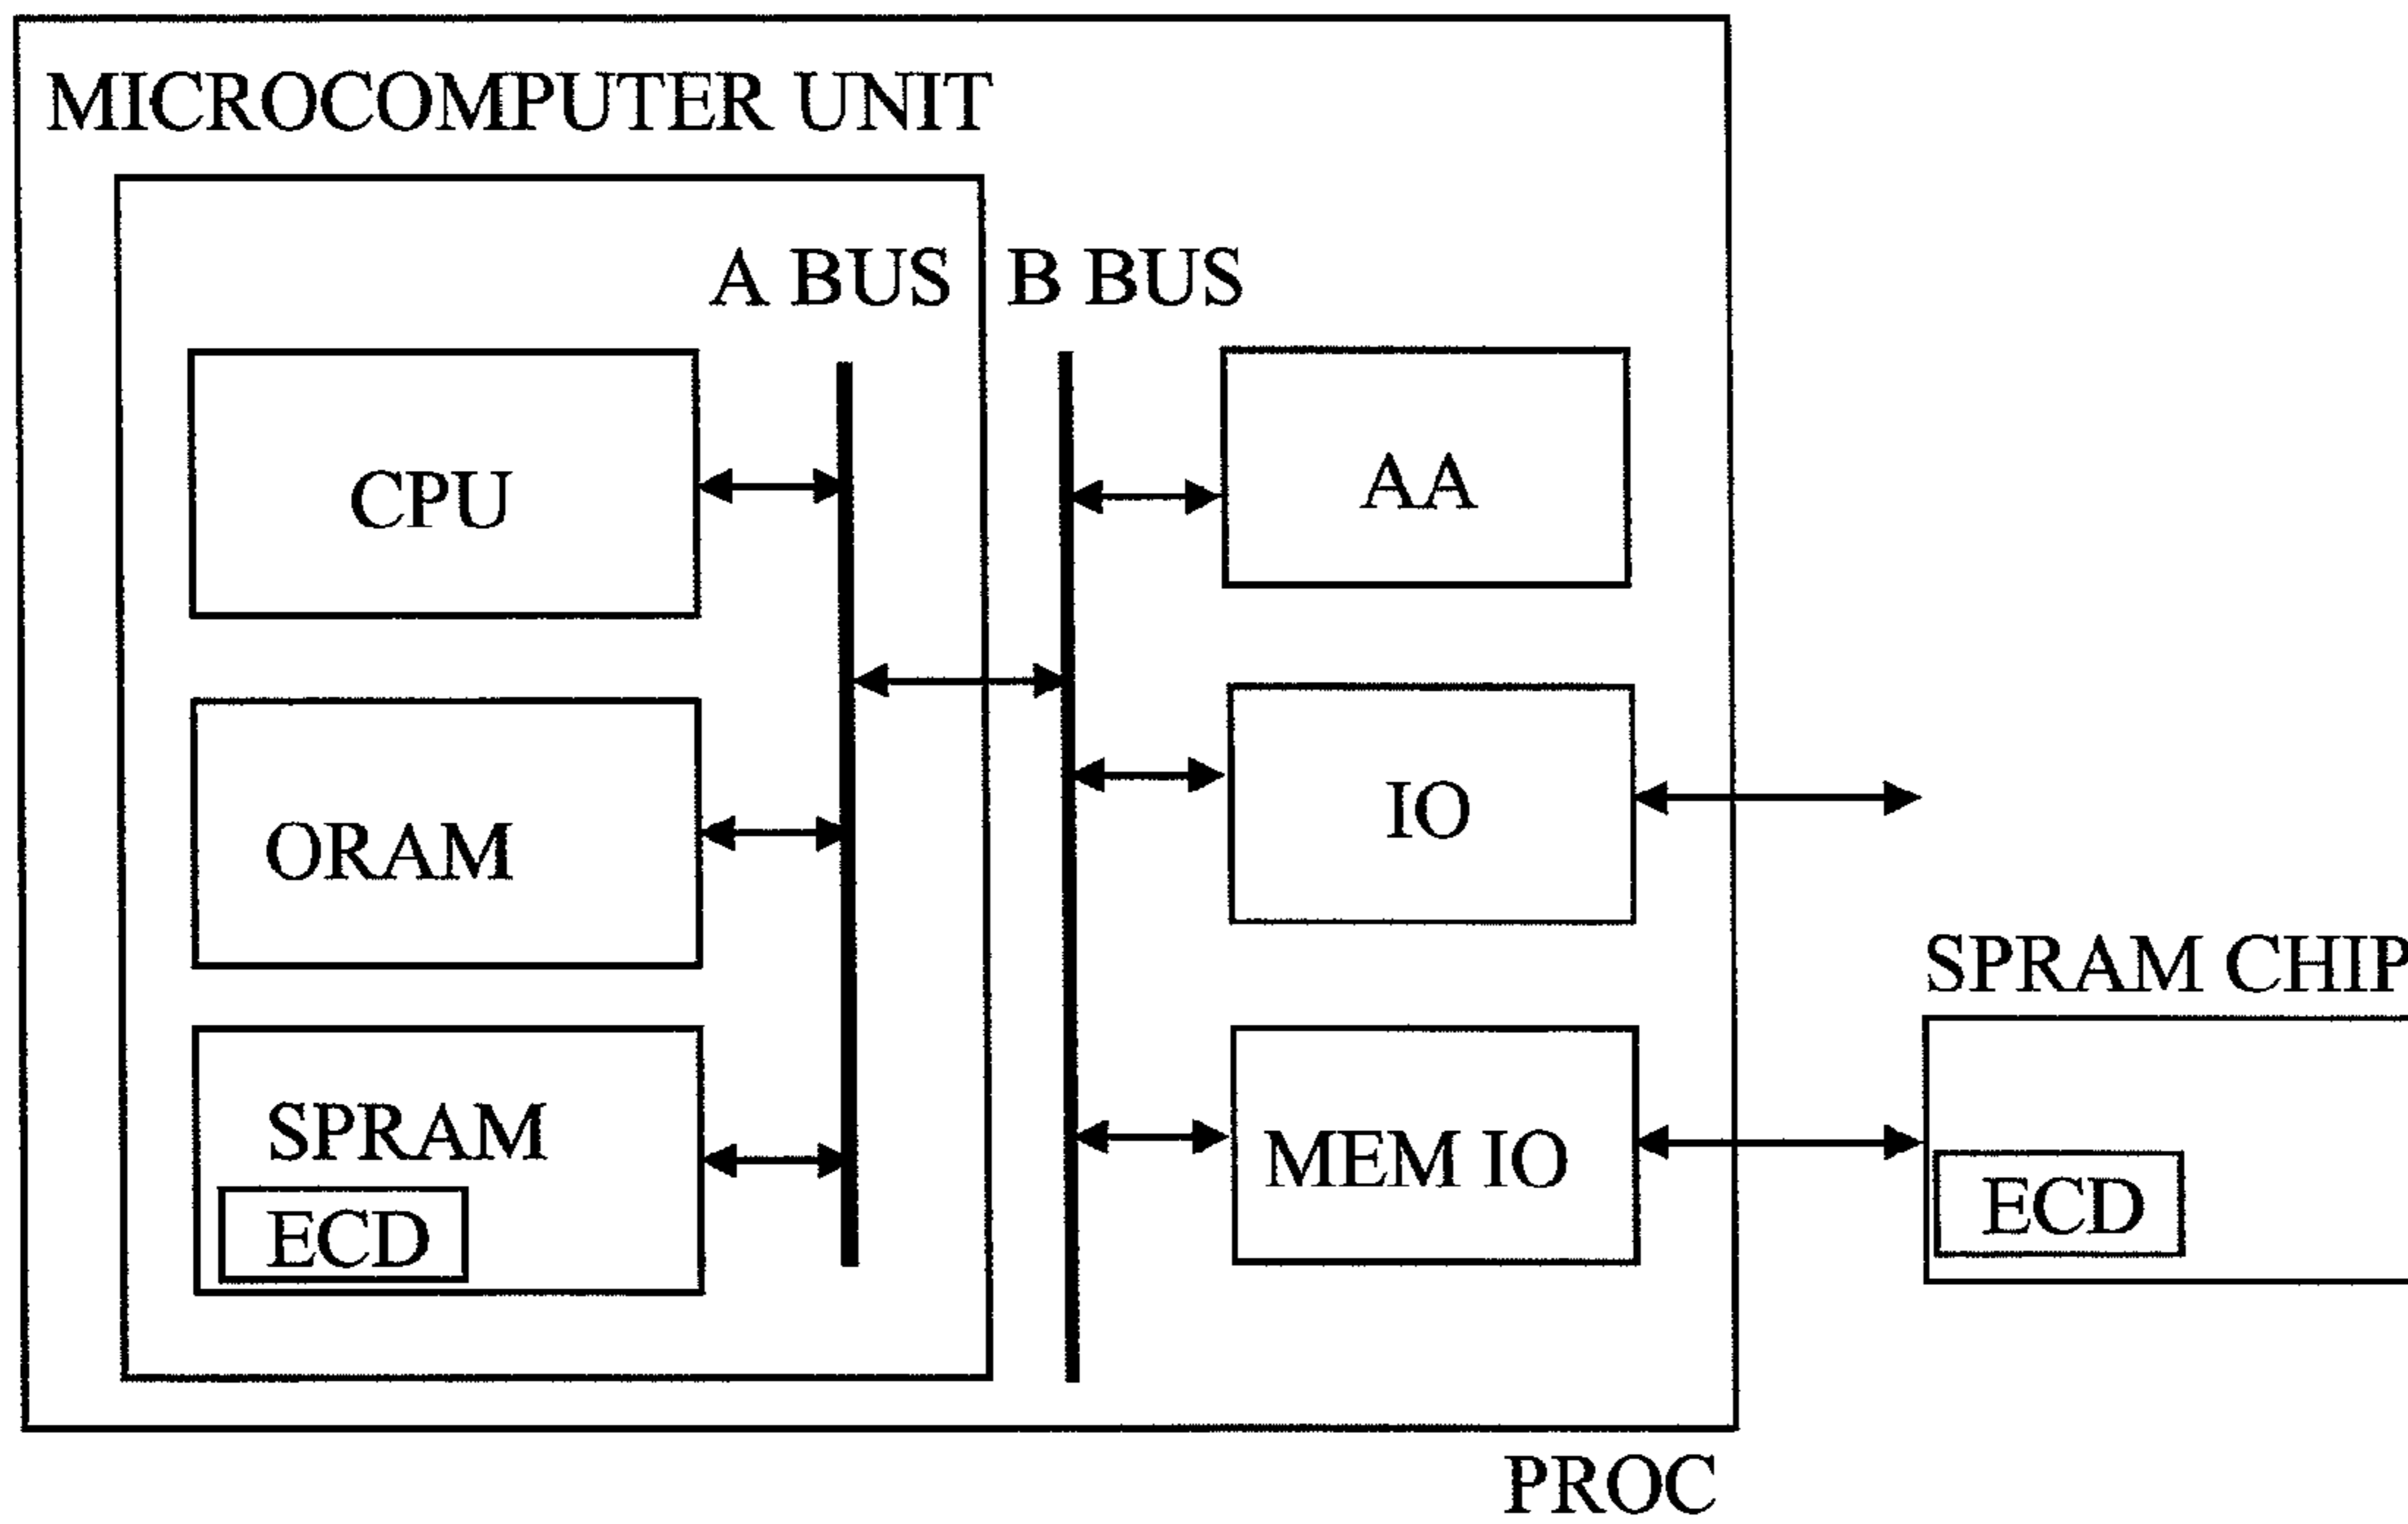 MICROCOMPUTER UNIT
A BUS
B BUS
CPU
AA
ORAM
IO
SPRAM
ECD
MEM IO
SPRAM CHIP
ECD
PROC